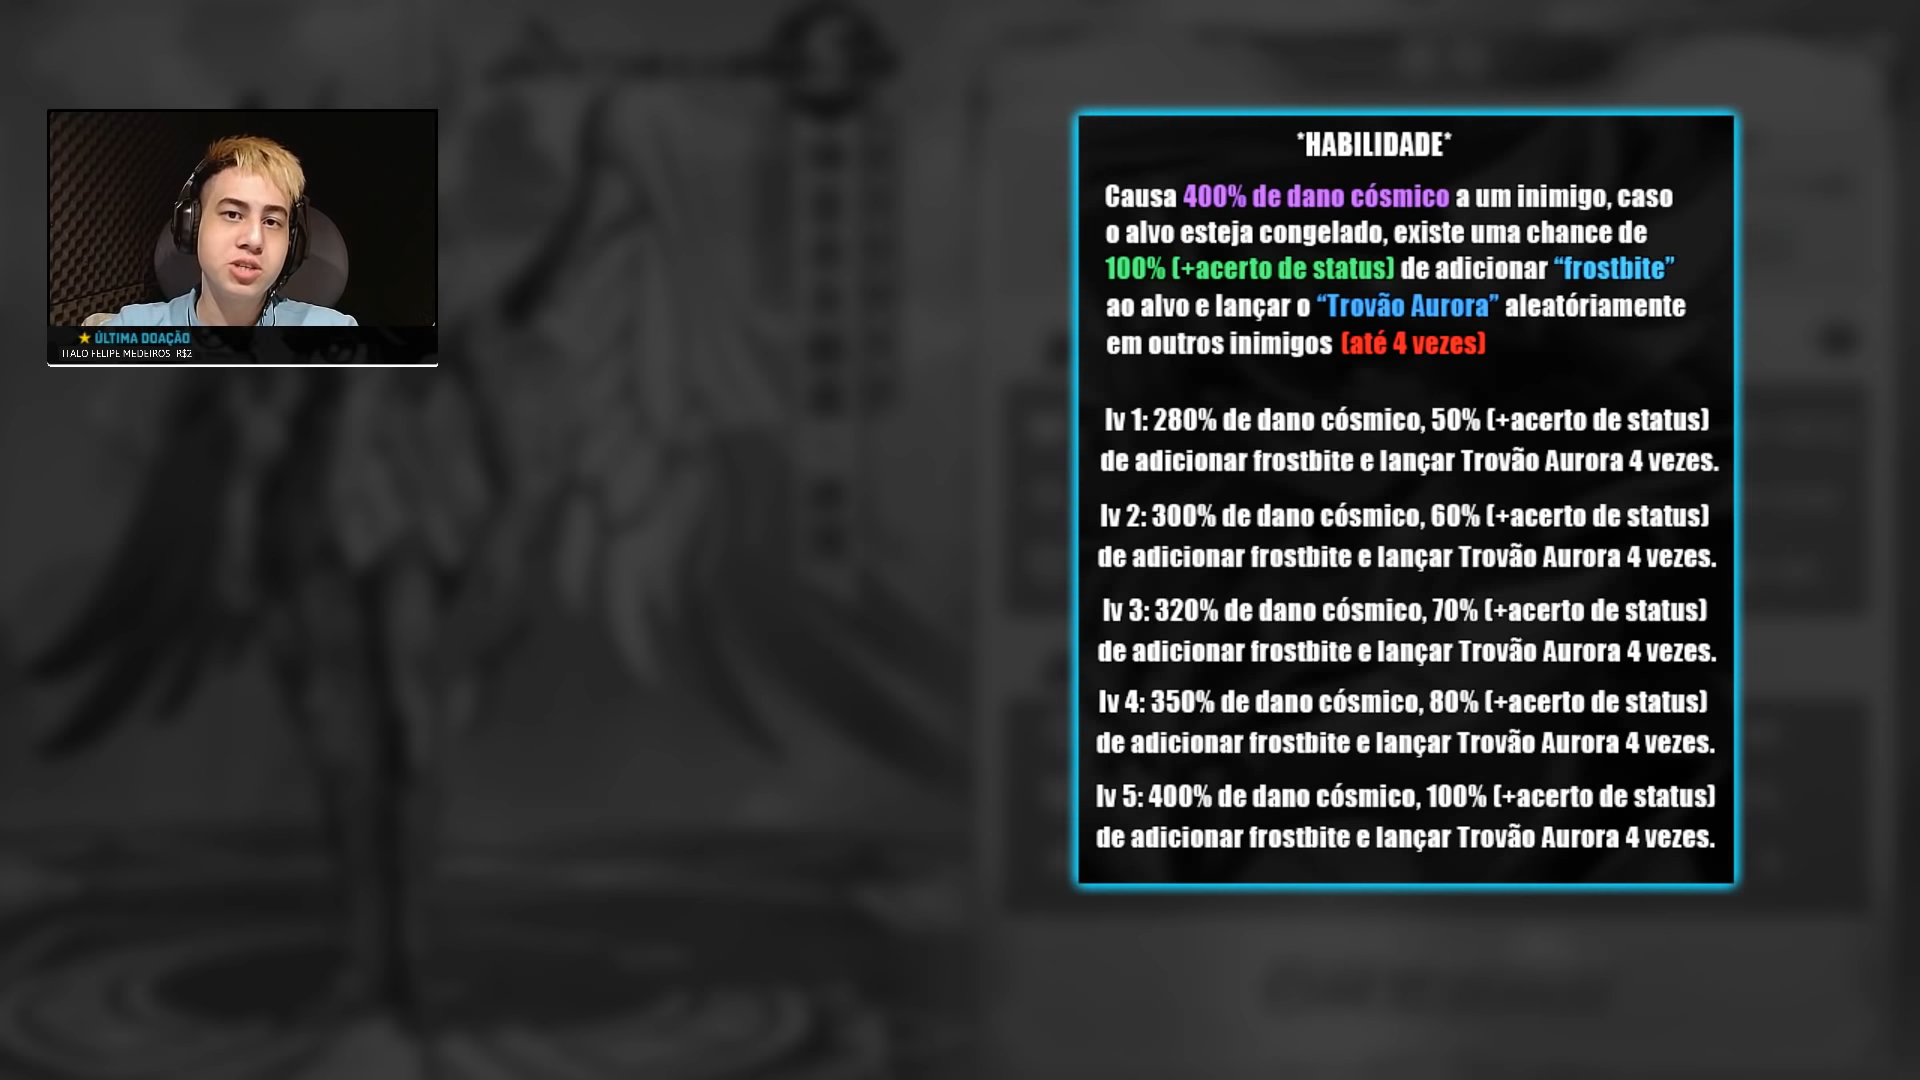 ÚLTIMA DOAÇÃO
ITALO FELIPE MEDEIROS R$2
*HABILIDADE*
Causa 400% de dano cósmico a um inimigo, caso
o alvo esteja congelado, existe uma chance de
100% (+acerto de status) de adicionar “frostbite”
ao alvo e lançar o “Trovão Aurora” aleatóriamente
em outros inimigos (até 4 vezes)
lv 1: 280% de dano cósmico, 50% (+acerto de status)
de adicionar frostbite e lançar Trovão Aurora 4 vezes.
lv 2: 300% de dano cósmico, 60% (+acerto de status)
de adicionar frostbite e lançar Trovão Aurora 4 vezes.
lv 3: 320% de dano cósmico, 70% (+acerto de status)
de adicionar frostbite e lançar Trovão Aurora 4 vezes.
lv 4: 350% de dano cósmico, 80% (+acerto de status)
de adicionar frostbite e lançar Trovão Aurora 4 vezes.
lv 5: 400% de dano cósmico, 100% (+acerto de status)
de adicionar frostbite e lançar Trovão Aurora 4 vezes.